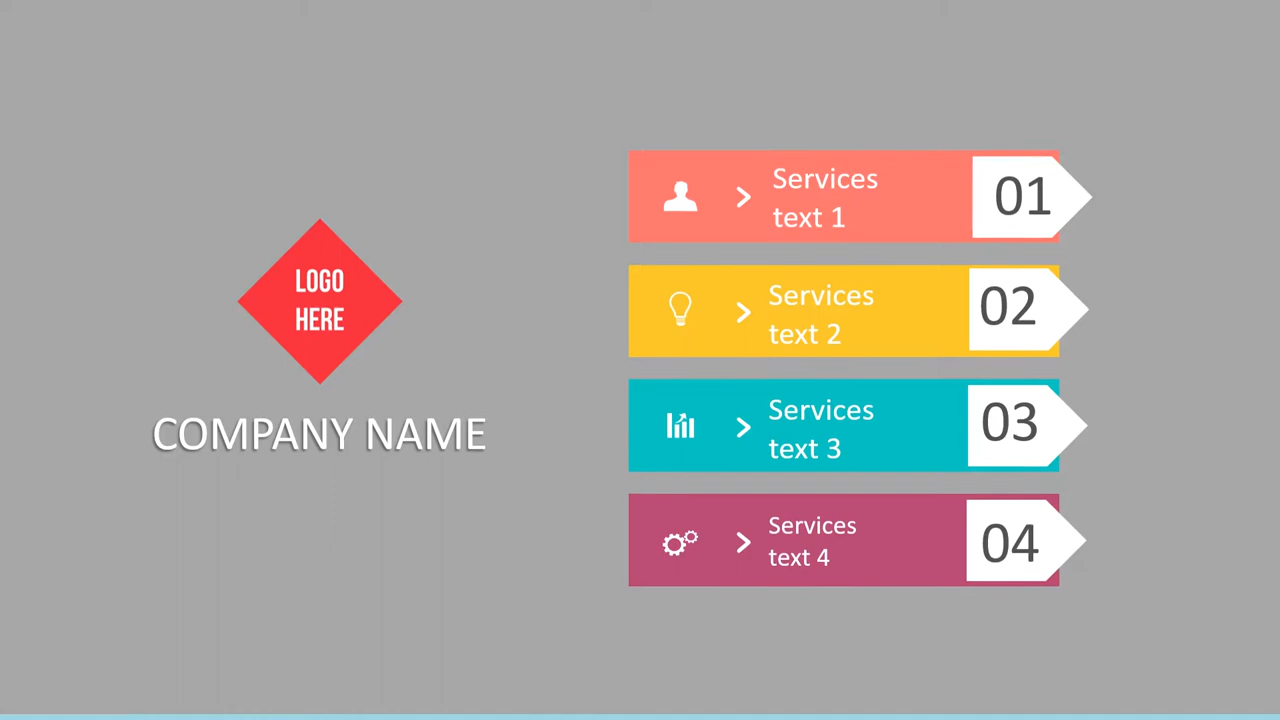 LOGO
HERE
COMPANY NAME
Services
text 1
01
Services
text 2
02
Services
text 3
03
Services
text 4
04